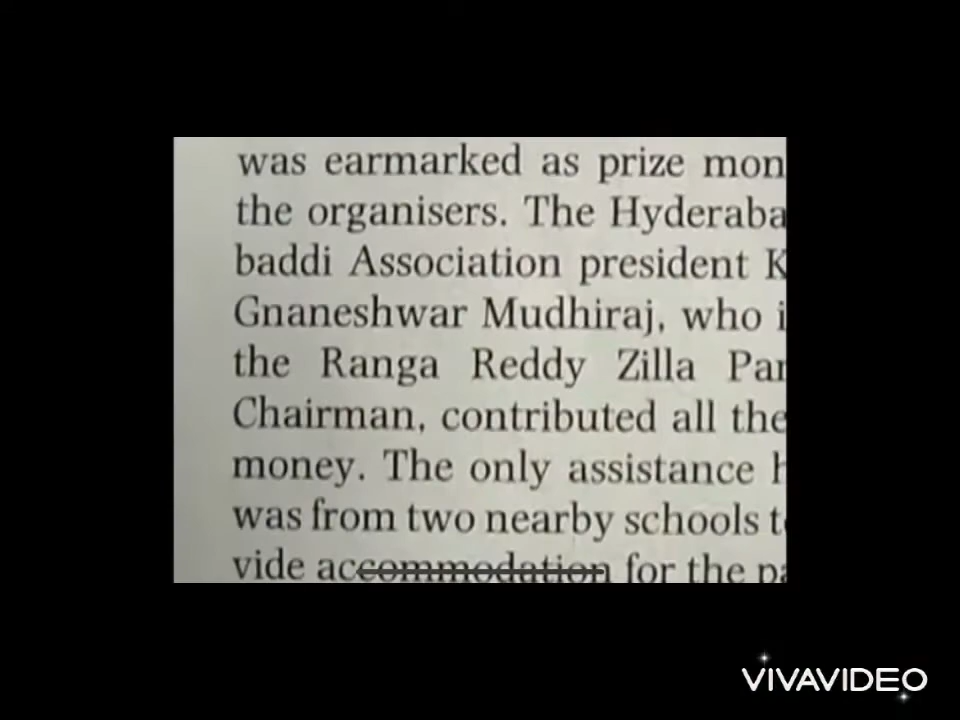 was earmarked as prize mon
the organisers. The Hyderaba
baddi Association president K
Gnaneshwar Mudhiraj, who i
the Ranga Reddy Zilla Par
Chairman, contributed all the
money. The only assistance h
was from two nearby schools t
vide accommodation for the pa
VIVAVIDEO